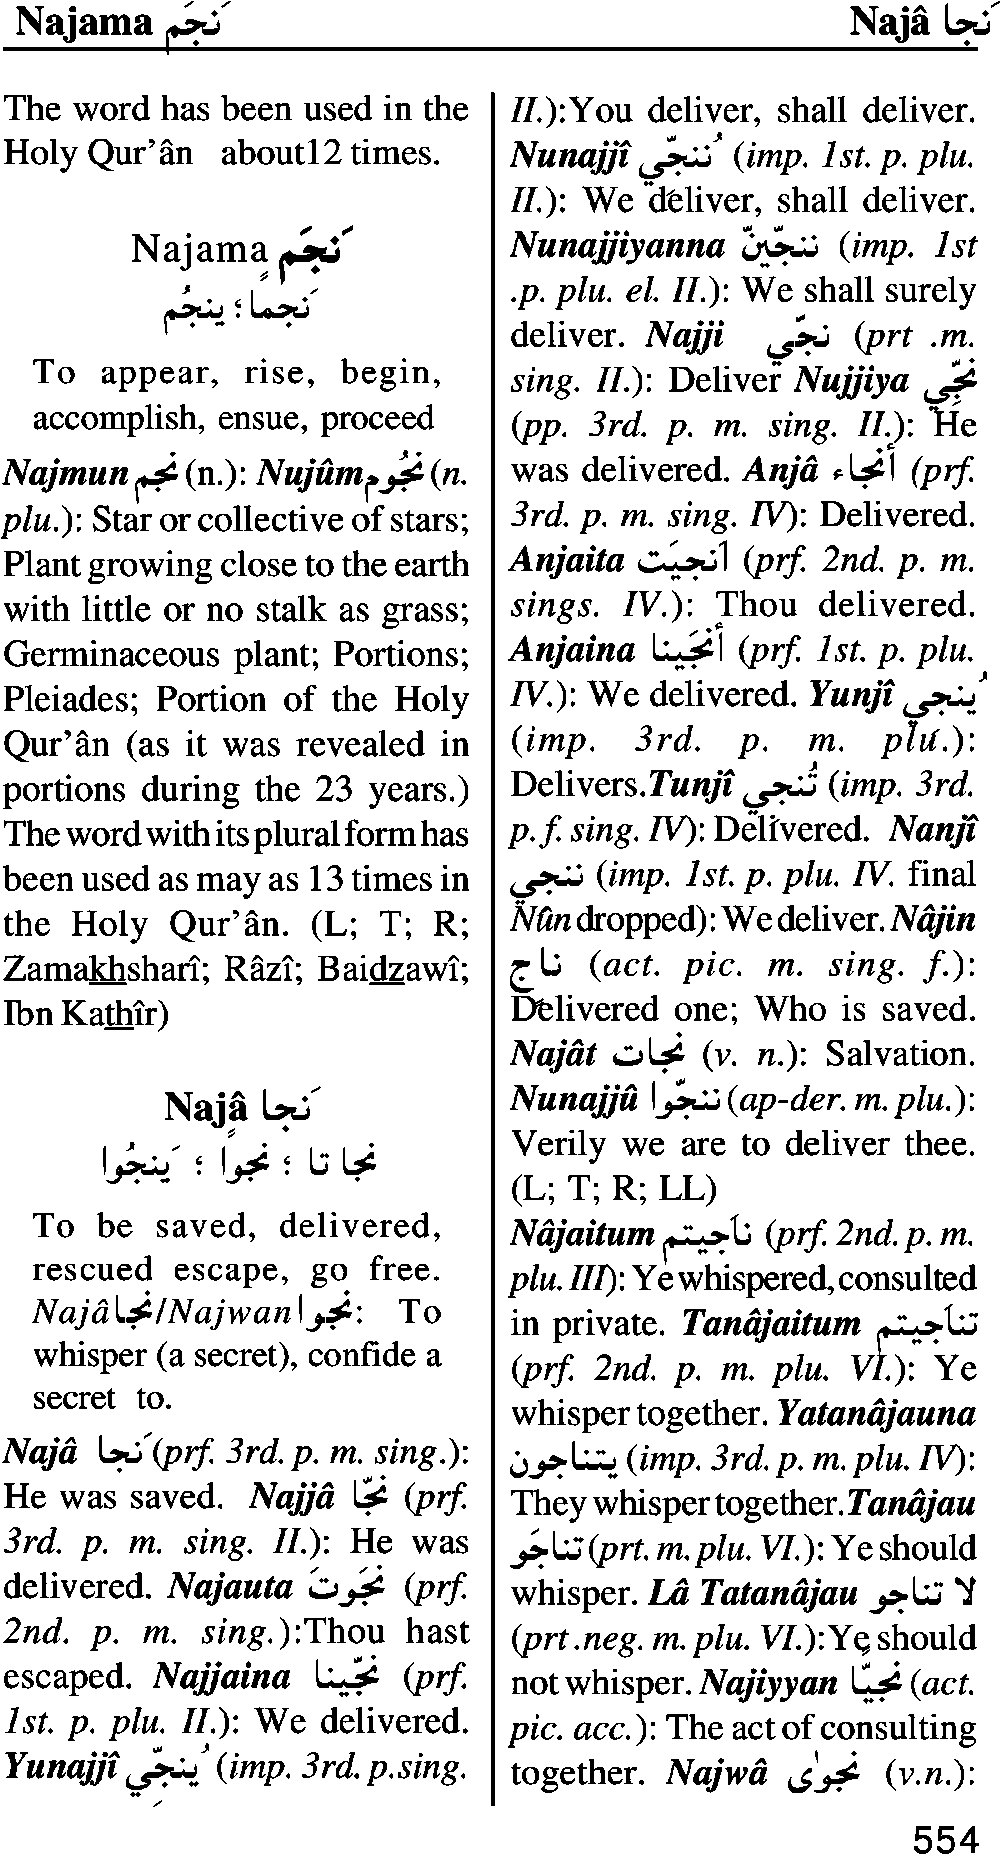 Najama نَجَم
Najâ نَجا
The word has been used in the
Holy Qur’ân about12 times.
Najama نَجَم
نَجماٍ ؛ ينجُم
To appear, rise, begin,
accomplish, ensue, proceed
Najmun نجم (n.): Nujûm نجُوم (n.
plu.): Star or collective of stars;
Plant growing close to the earth
with little or no stalk as grass;
Germinaceous plant; Portions;
Pleiades; Portion of the Holy
Qur’ân (as it was revealed in
portions during the 23 years.)
The word with its plural form has
been used as may as 13 times in
the Holy Qur’ân. (L; T; R;
Zamakhsharî; Râzî; Baidzawî;
Ibn Kathîr)
Najâ نَجا
نجا تا ؛ نجواٍ ؛ يَنجُوا
To be saved, delivered,
rescued escape, go free.
Najâ نجا/Najwan نجوا: To
whisper (a secret), confide a
secret to.
Najâ نَجا (prf. 3rd. p. m. sing.):
He was saved. Najjâ نجّا (prf.
3rd. p. m. sing. II.): He was
delivered. Najauta نجَوتَ (prf.
2nd. p. m. sing.):Thou hast
escaped. Najjaina نجّينا (prf.
1st. p. plu. II.): We delivered.
Yunajjî يُنجّي (imp. 3rd. p.sing.
II.):You deliver, shall deliver.
Nunajjî نُنجّي (imp. 1st. p. plu.
II.): We deliver, shall deliver.
Nunajjiyanna ننجّينّ (imp. 1st
.p. plu. el. II.): We shall surely
deliver. Najji نجّي (prt .m.
sing. II.): Deliver Nujjiya نجِّي
(pp. 3rd. p. m. sing. II.): He
was delivered. Anjâ أنجاء (prf.
3rd. p. m. sing. IV): Delivered.
Anjaita أنجيَت (prf. 2nd. p. m.
sings. IV.): Thou delivered.
Anjaina أنجَينا (prf. 1st. p. plu.
IV.): We delivered. Yunjî يُنجي
(imp. 3rd. p. m. plu.):
Delivers.Tunjî تُنجي (imp. 3rd.
p. f. sing. IV): Delivered. Nanjî
ننجي (imp. 1st. p. plu. IV. final
Nûn dropped): We deliver. Nâjin
ناج (act. pic. m. sing. f.):
Delivered one; Who is saved.
Najât نجات (v. n.): Salvation.
Nunajjû ننجّوا (ap-der. m. plu.):
Verily we are to deliver thee.
(L; T; R; LL)
Nâjaitum ناَجيتم (prf. 2nd. p. m.
plu. III): Ye whispered, consulted
in private. Tanâjaitum تناَجيتم
(prf. 2nd. p. m. plu. VI.): Ye
whisper together. Yatanâjauna
يتناجون (imp. 3rd. p. m. plu. IV):
They whisper together.Tanâjau
تناجَو (prt. m. plu. VI.): Ye should
whisper. Lâ Tatanâjau لا تناجو
(prt .neg. m. plu. VI.): Ye should
not whisper. Najiyyan نجيّا (act.
pic. acc.): The act of consulting
together. Najwâ نجوٰى (v.n.):
554